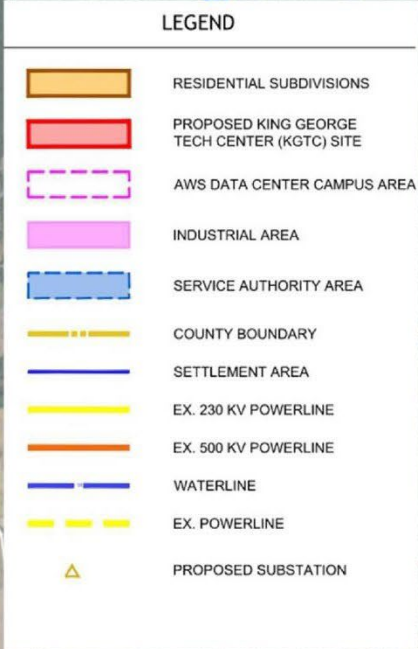 LEGEND
RESIDENTIAL SUBDIVISIONS
PROPOSED KING GEORGE
TECH CENTER (KGTC) SITE
AWS DATA CENTER CAMPUS AREA
INDUSTRIAL AREA
SERVICE AUTHORITY AREA
COUNTY BOUNDARY
SETTLEMENT AREA
EX. 230 KV POWERLINE
EX. 500 KV POWERLINE
WATERLINE
EX. POWERLINE
PROPOSED SUBSTATION